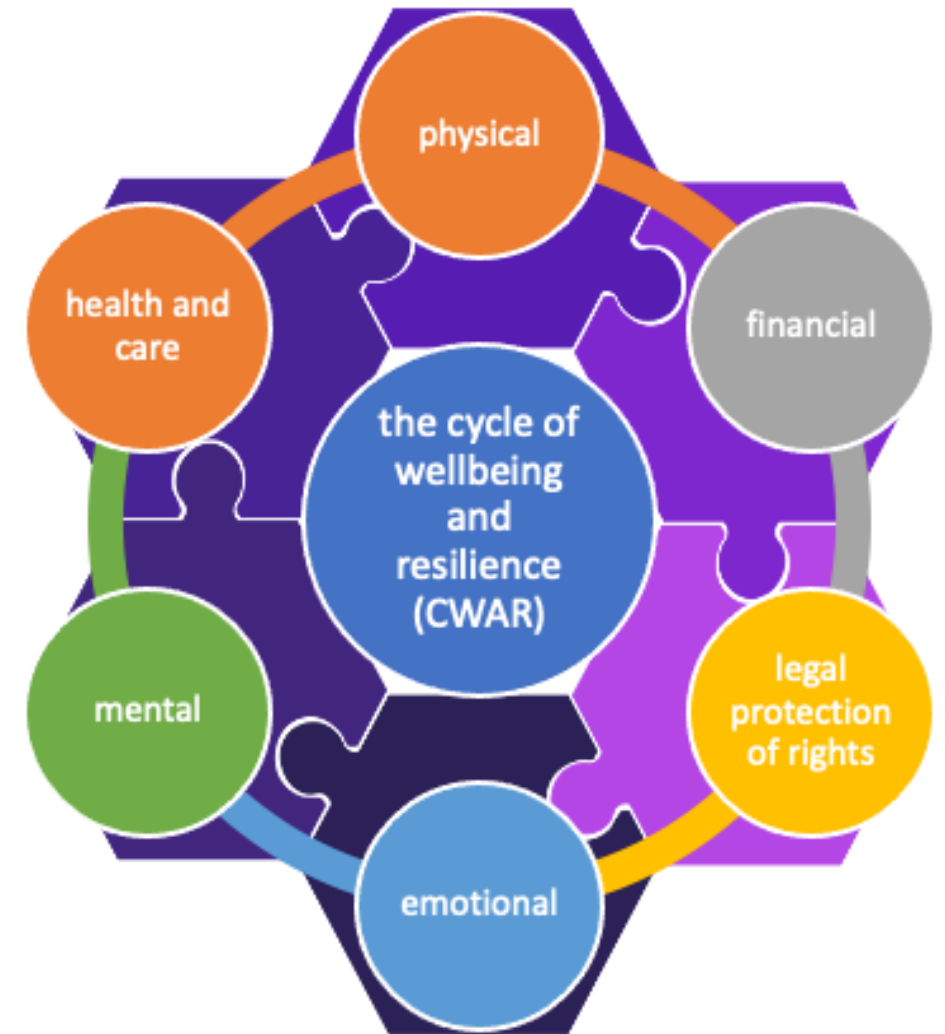 physical
health and
care
financial
the cycle of
wellbeing
and
resilience
(CWAR)
mental
legal
protection
of rights
emotional